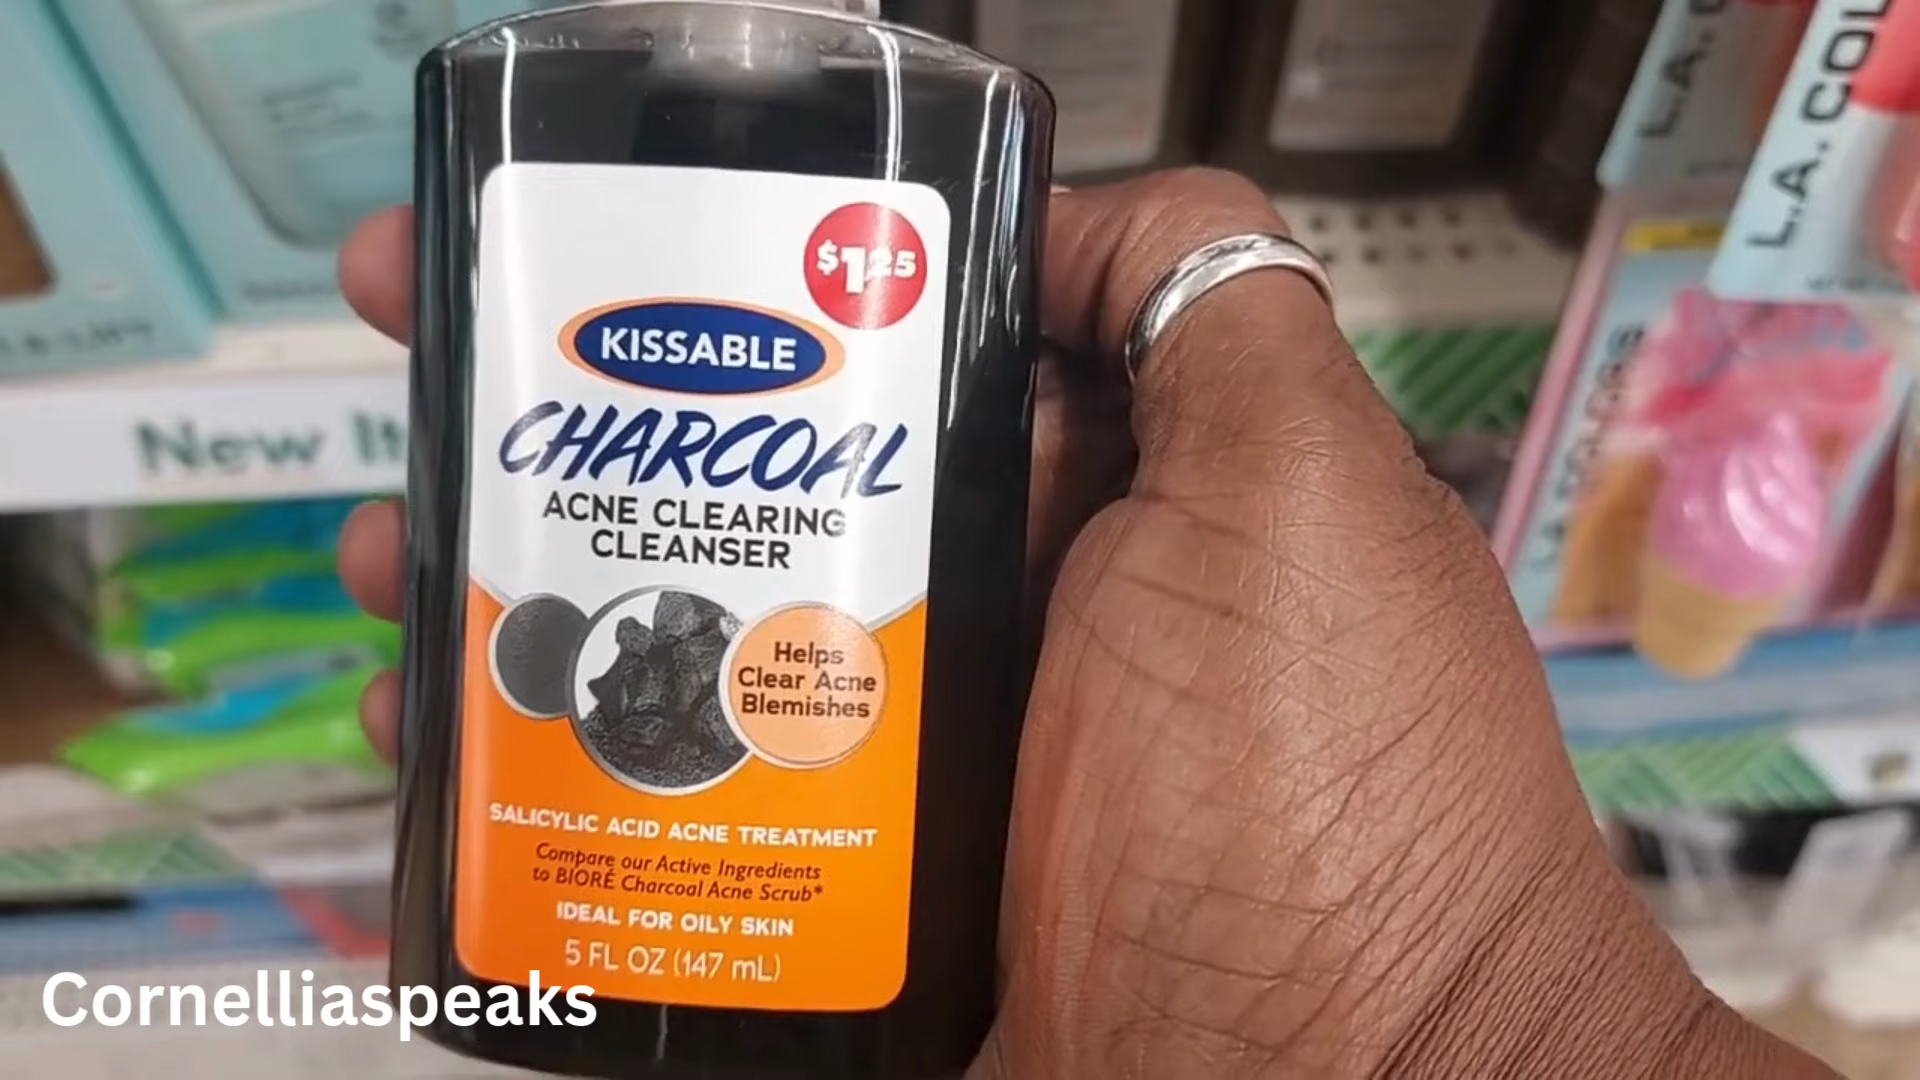 $1.25
KISSABLE
CHARCOAL
ACNE CLEARING
CLEANSER
Helps
Clear Acne
Blemishes
SALICYLIC ACID ACNE TREATMENT
Compare our Active Ingredients
to BIORÉ Charcoal Acne Scrub*
IDEAL FOR OILY SKIN
5 FL OZ (147 mL)
New
L.A.
L.A. COL
Cornelliaspeaks